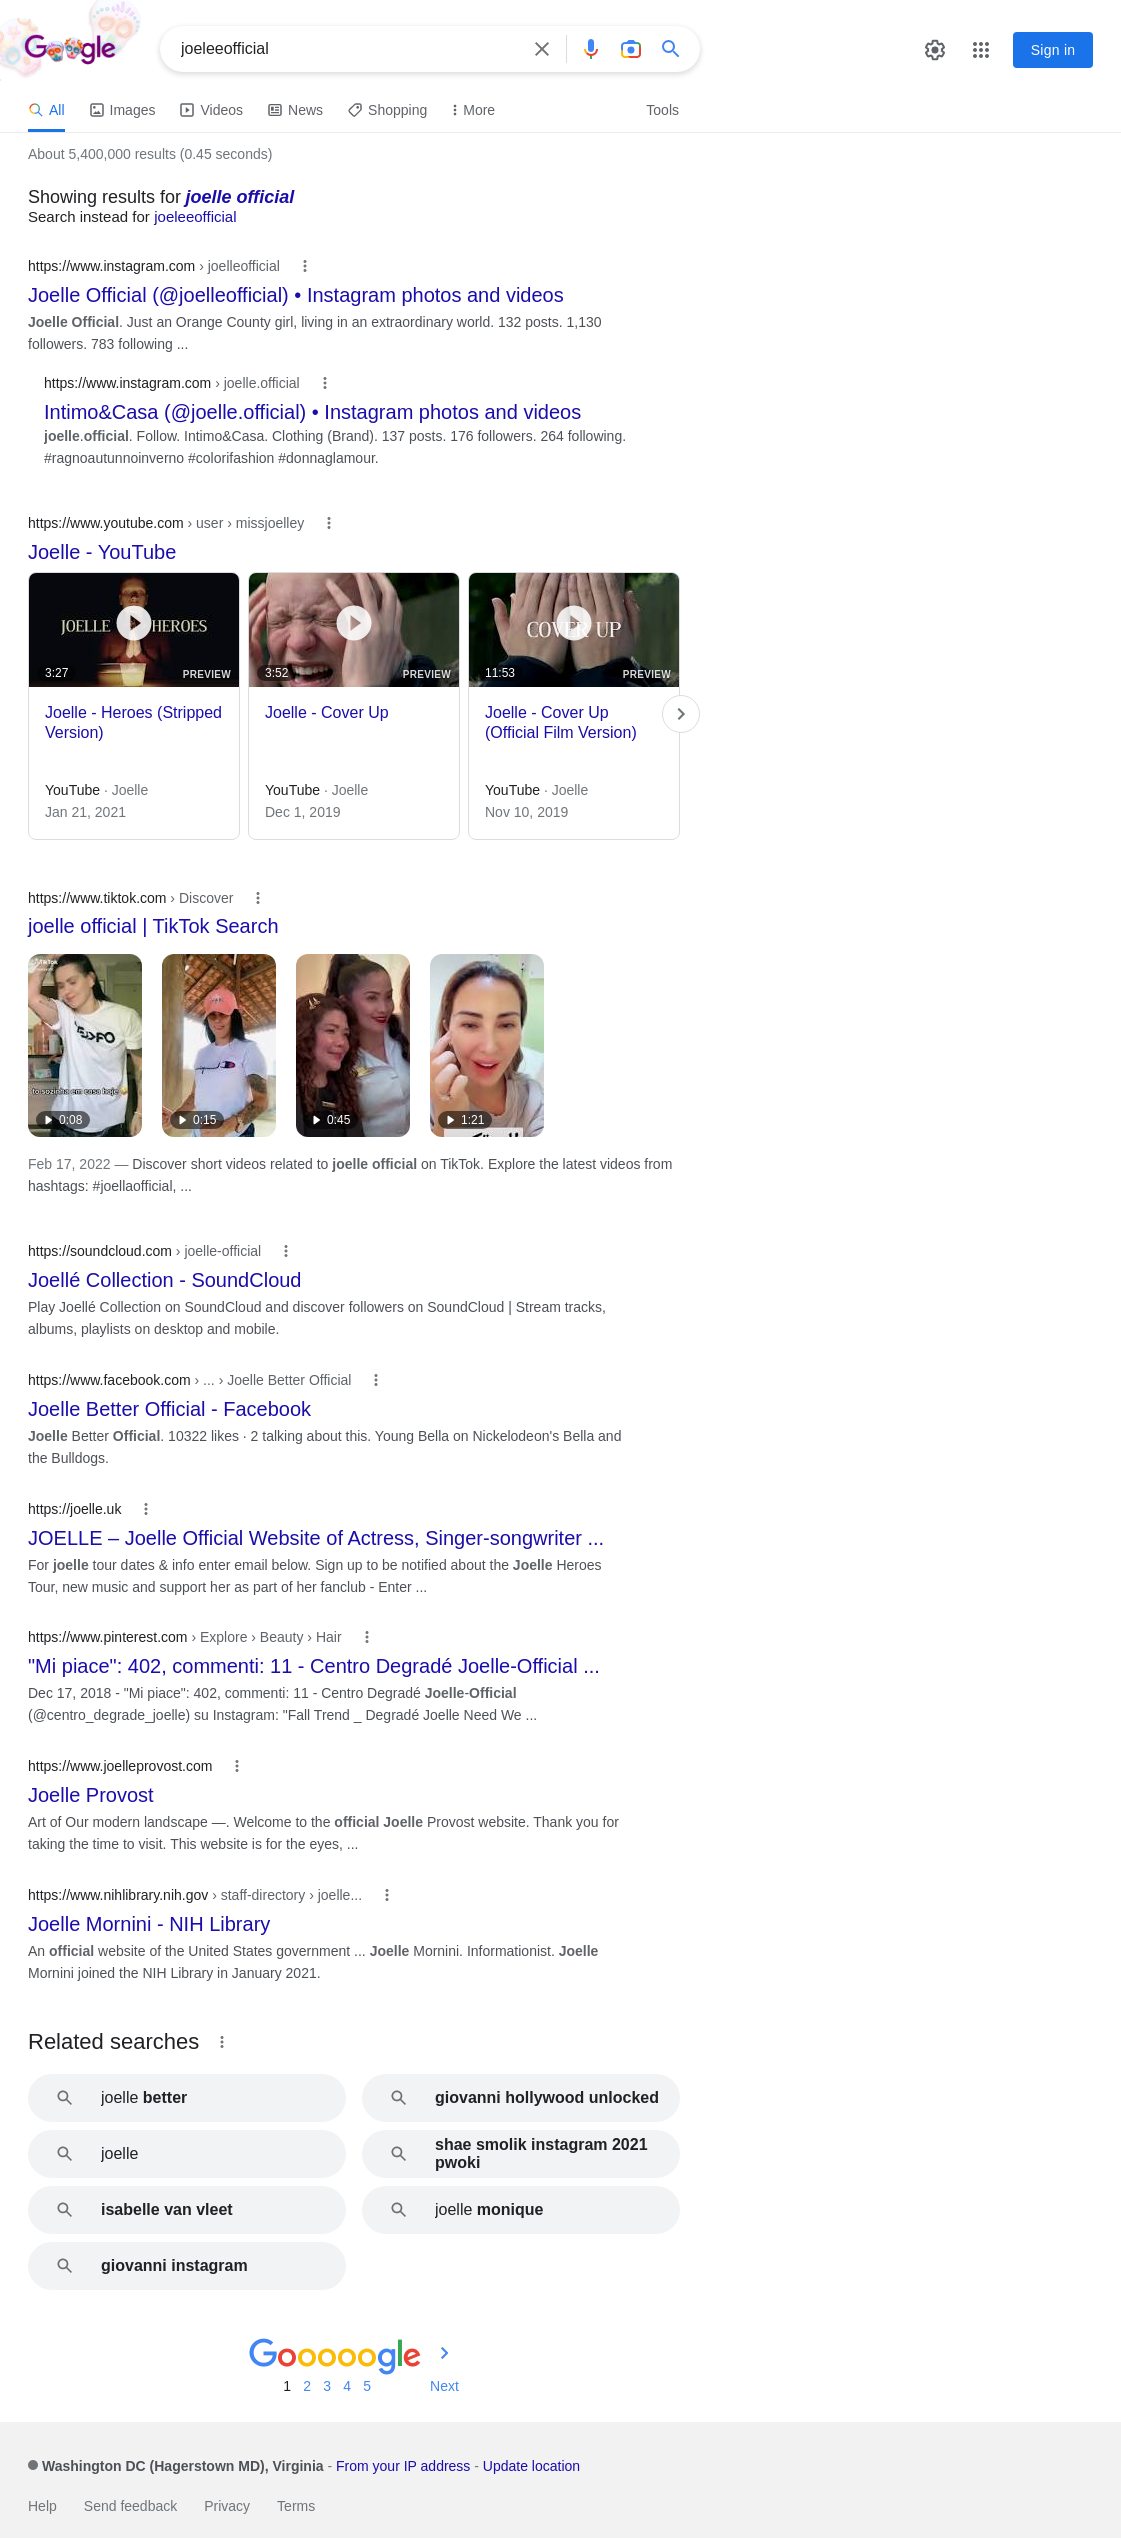 Google
joeleeofficial
Sign in
All Images Videos News Shopping More Tools
About 5,400,000 results (0.45 seconds)
Showing results for joelle official
Search instead for joeleeofficial
https://www.instagram.com › joelleofficial
Joelle Official (@joelleofficial) • Instagram photos and videos
Joelle Official. Just an Orange County girl, living in an extraordinary world. 132 posts. 1,130
followers. 783 following ...
https://www.instagram.com › joelle.official
Intimo&Casa (@joelle.official) • Instagram photos and videos
joelle.official. Follow. Intimo&Casa. Clothing (Brand). 137 posts. 176 followers. 264 following.
#ragnoautunnoinverno #colorifashion #donnaglamour.
https://www.youtube.com › user › missjoelley
Joelle - YouTube
JOELLE HEROES
3:27 PREVIEW
3:52 PREVIEW
COVER UP
11:53 PREVIEW
Joelle - Heroes (Stripped
Version)
YouTube · Joelle
Jan 21, 2021
Joelle - Cover Up
YouTube · Joelle
Dec 1, 2019
Joelle - Cover Up
(Official Film Version)
YouTube · Joelle
Nov 10, 2019
https://www.tiktok.com › Discover
joelle official | TikTok Search
TikTok
to sozinha em casa hoje
0:08
0:15
0:45
1:21
Feb 17, 2022 — Discover short videos related to joelle official on TikTok. Explore the latest videos from
hashtags: #joellaofficial, ...
https://soundcloud.com › joelle-official
Joellé Collection - SoundCloud
Play Joellé Collection on SoundCloud and discover followers on SoundCloud | Stream tracks,
albums, playlists on desktop and mobile.
https://www.facebook.com › ... › Joelle Better Official
Joelle Better Official - Facebook
Joelle Better Official. 10322 likes · 2 talking about this. Young Bella on Nickelodeon's Bella and
the Bulldogs.
https://joelle.uk
JOELLE – Joelle Official Website of Actress, Singer-songwriter ...
For joelle tour dates & info enter email below. Sign up to be notified about the Joelle Heroes
Tour, new music and support her as part of her fanclub - Enter ...
https://www.pinterest.com › Explore › Beauty › Hair
"Mi piace": 402, commenti: 11 - Centro Degradé Joelle-Official ...
Dec 17, 2018 - "Mi piace": 402, commenti: 11 - Centro Degradé Joelle-Official
(@centro_degrade_joelle) su Instagram: "Fall Trend _ Degradé Joelle Need We ...
https://www.joelleprovost.com
Joelle Provost
Art of Our modern landscape —. Welcome to the official Joelle Provost website. Thank you for
taking the time to visit. This website is for the eyes, ...
https://www.nihlibrary.nih.gov › staff-directory › joelle...
Joelle Mornini - NIH Library
An official website of the United States government ... Joelle Mornini. Informationist. Joelle
Mornini joined the NIH Library in January 2021.
Related searches
joelle better
giovanni hollywood unlocked
joelle
shae smolik instagram 2021
pwoki
isabelle van vleet
joelle monique
giovanni instagram
Gooooogle
1 2 3 4 5 Next
Washington DC (Hagerstown MD), Virginia - From your IP address - Update location
Help Send feedback Privacy Terms